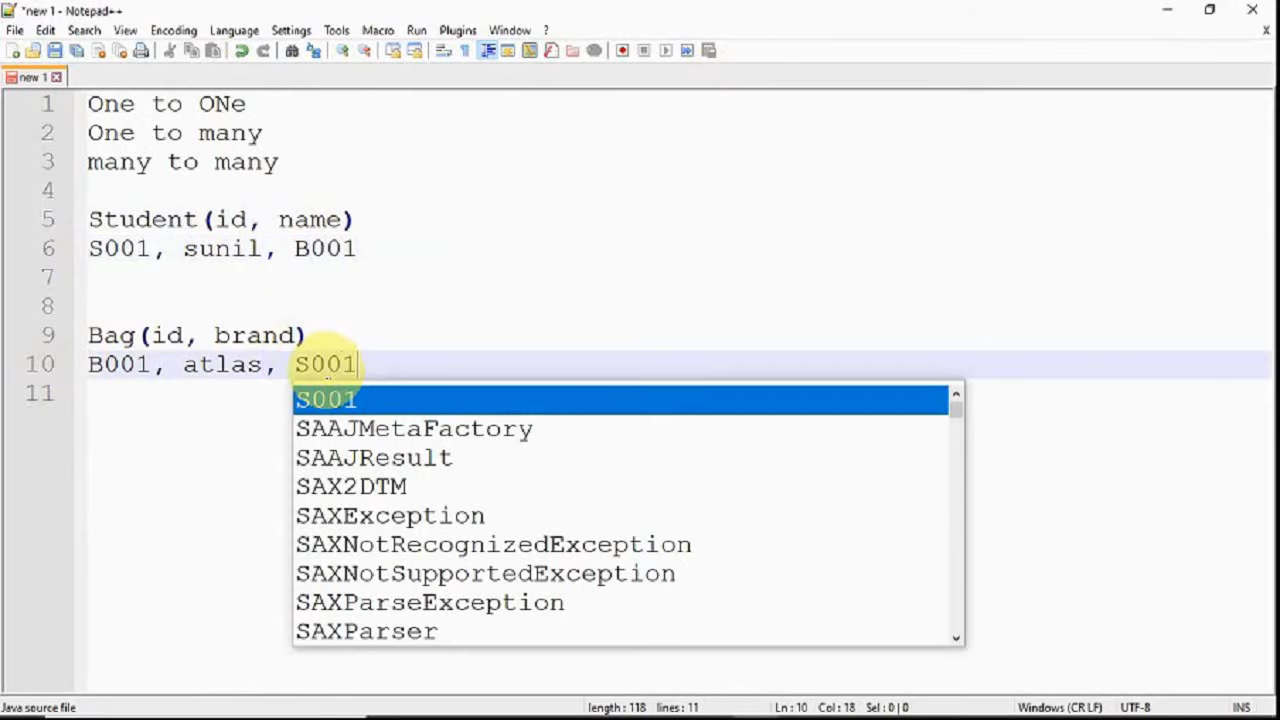 *new 1 - Notepad++
File Edit Search View Encoding Language Settings Tools Macro Run Plugins Window ?
X
new 1
1 One to ONe
2 One to many
3 many to many
4
5 Student(id, name)
6 S001, sunil, B001
7
8
9 Bag(id, brand)
10 B001, atlas, S001
11
S001
SAAJMetaFactory
SAAJResult
SAX2DTM
SAXException
SAXNotRecognizedException
SAXNotSupportedException
SAXParseException
SAXParser
Java source file length : 118 lines : 11 Ln : 10 Col : 18 Sel : 0 | 0 Windows (CR LF) UTF-8 INS